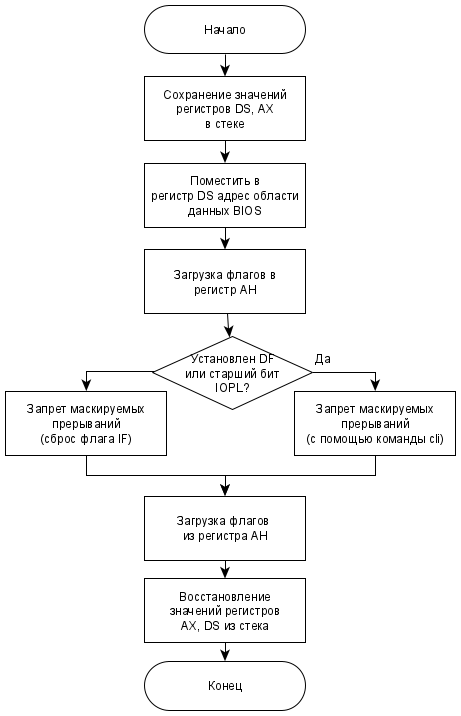 Начало
Сохранение значений
регистров DS, AX
в стеке
Поместить в
регистр DS адрес области
данных BIOS
Загрузка флагов в
регистр AH
Установлен DF
или старший бит
IOPL?
Да
Запрет маскируемых
прерываний
(сброс флага IF)
Запрет маскируемых
прерываний
(с помощью команды cli)
Загрузка флагов
из регистра AH
Восстановление
значений регистров
AX, DS из стека
Конец